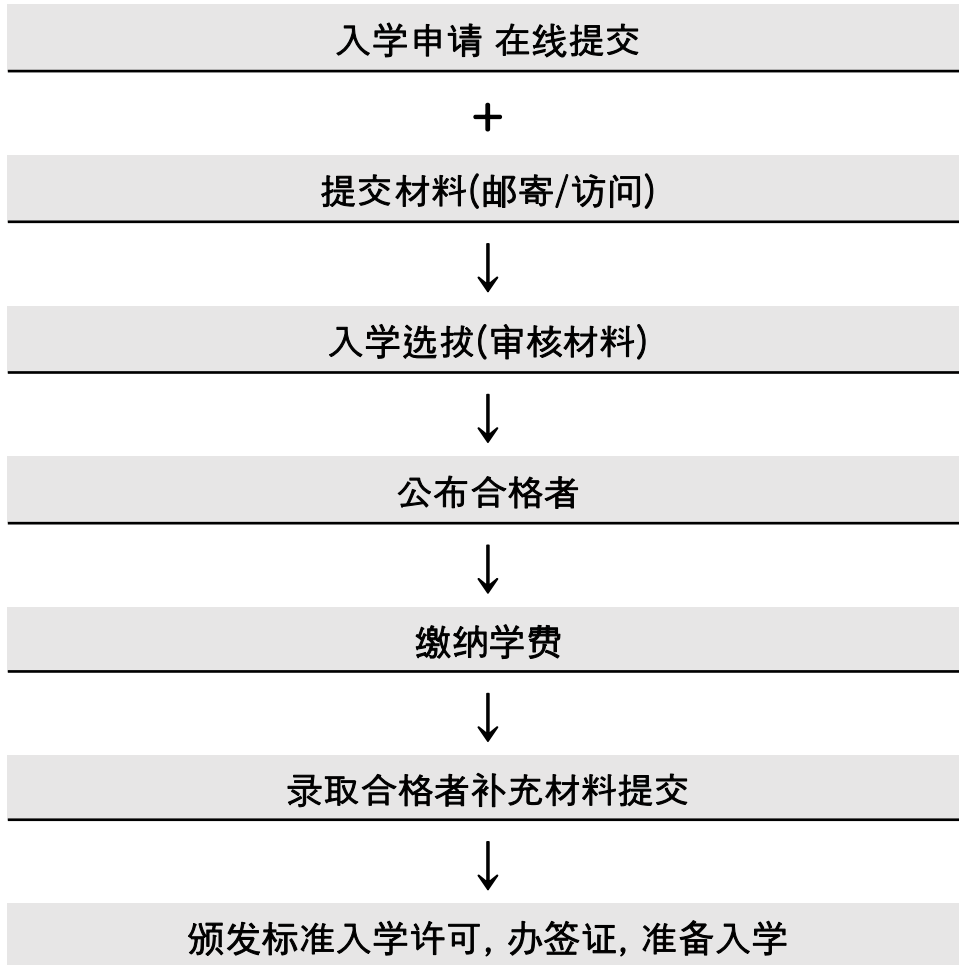 入学申请 在线提交
+
提交材料(邮寄/访问)
↓
入学选拔(审核材料)
↓
公布合格者
↓
缴纳学费
↓
录取合格者补充材料提交
↓
颁发标准入学许可, 办签证, 准备入学